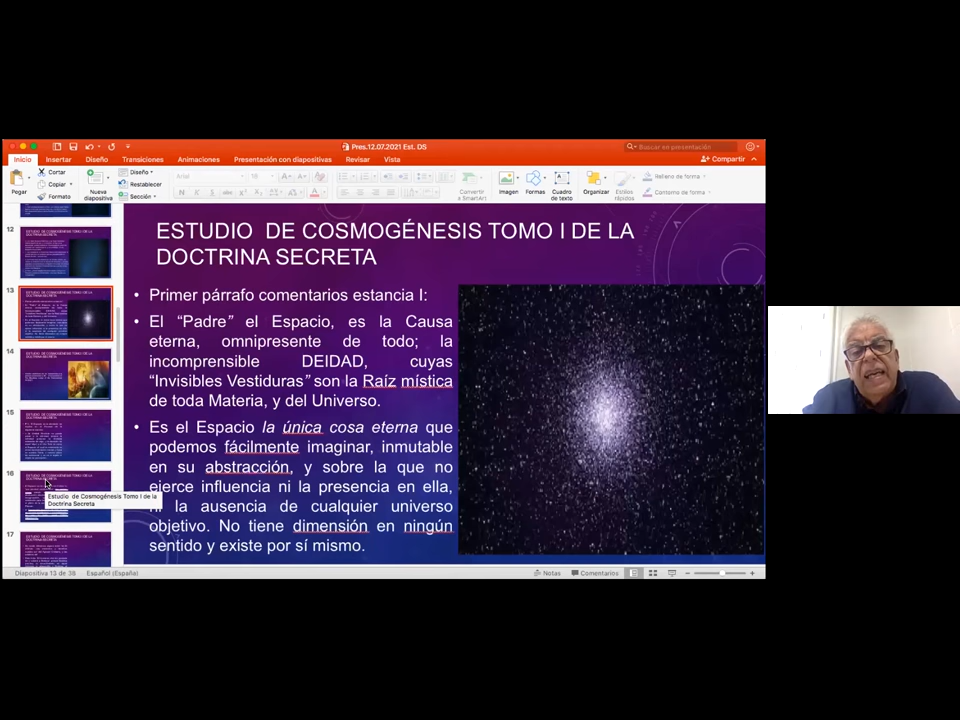 Pres.12.07.2021 Est. DS
Buscar en presentación
Inicio Insertar Diseño Transiciones Animaciones Presentación con diapositivas Revisar Vista
Compartir
Pegar
Cortar
Copiar
Formato
Nueva
diapositiva
Diseño
Restablecer
Sección
Arial
Convertir
a SmartArt
Imagen
Formas
Cuadro
de texto
Organizar
Estilos
rápidos
Relleno de forma
Contorno de forma
12
13
14
15
16
17
Estudio de Cosmogénesis Tomo I de la
Doctrina Secreta
ESTUDIO DE COSMOGÉNESIS TOMO I DE LA
DOCTRINA SECRETA
• Primer párrafo comentarios estancia I:
• El “Padre” el Espacio, es la Causa
eterna, omnipresente de todo; la
incomprensible DEIDAD, cuyas
“Invisibles Vestiduras” son la Raíz mística
de toda Materia, y del Universo.
• Es el Espacio la única cosa eterna que
podemos fácilmente imaginar, inmutable
en su abstracción, y sobre la que no
ejerce influencia ni la presencia en ella,
la ausencia de cualquier universo
objetivo. No tiene dimensión en ningún
sentido y existe por sí mismo.
Diapositiva 13 de 38 Español (España)
Notas Comentarios